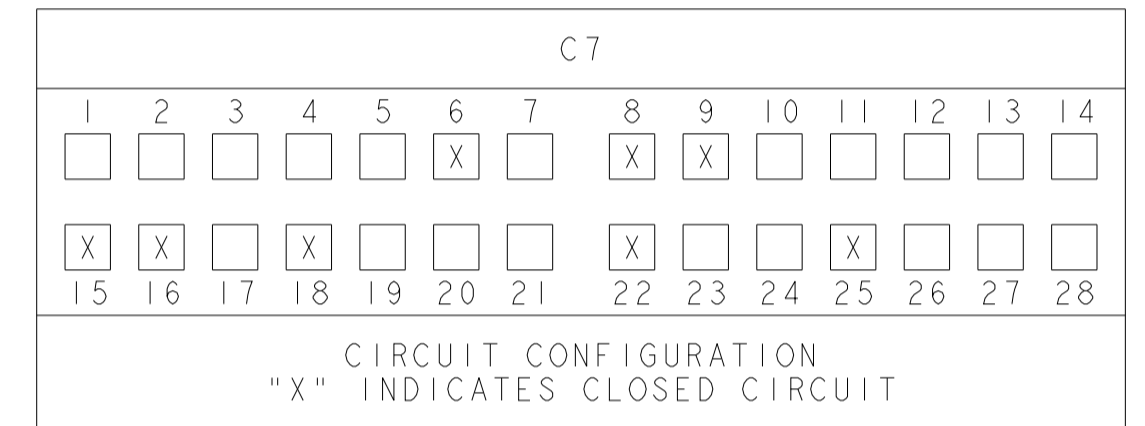 C7
1 2 3 4 5 6 7 8 9 10 11 12 13 14
X X X
X X X X X
15 16 17 18 19 20 21 22 23 24 25 26 27 28
CIRCUIT CONFIGURATION
"X" INDICATES CLOSED CIRCUIT